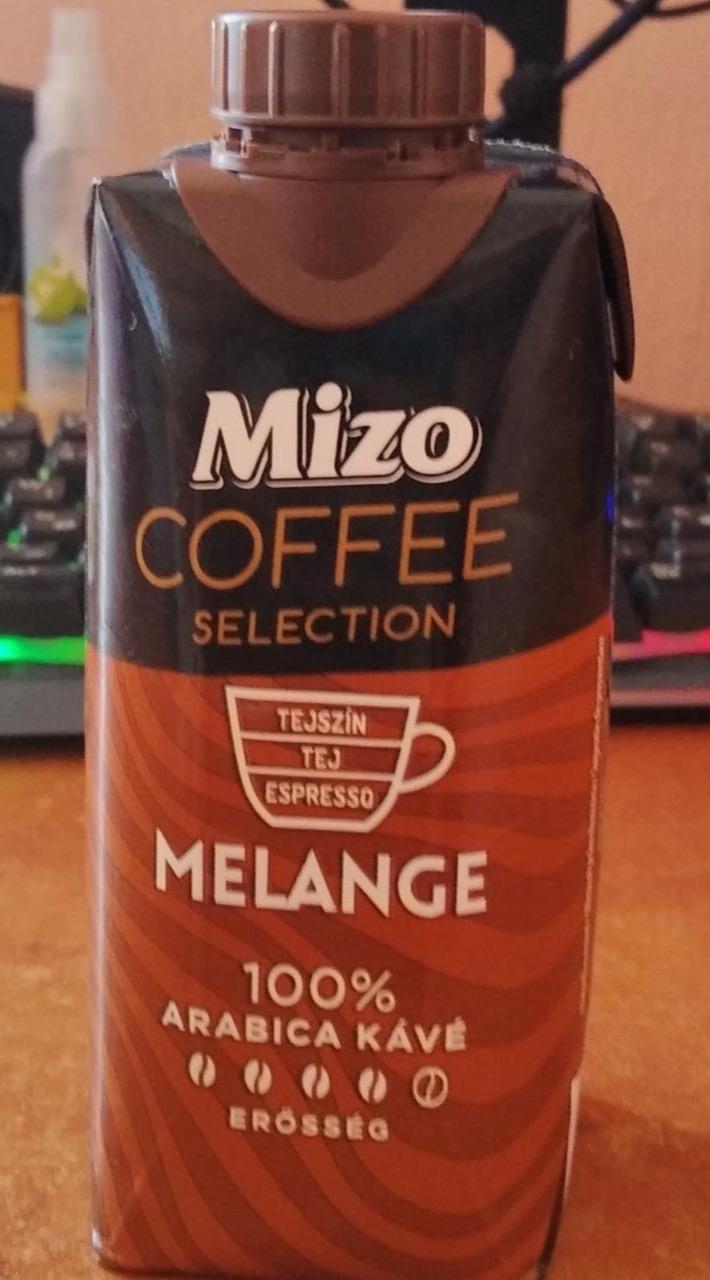 Mizo
COFFEE
SELECTION
TEJSZÍN
TEJ
ESPRESSO
MELANGE
100%
ARABICA KÁVÉ
ERŐSSÉG